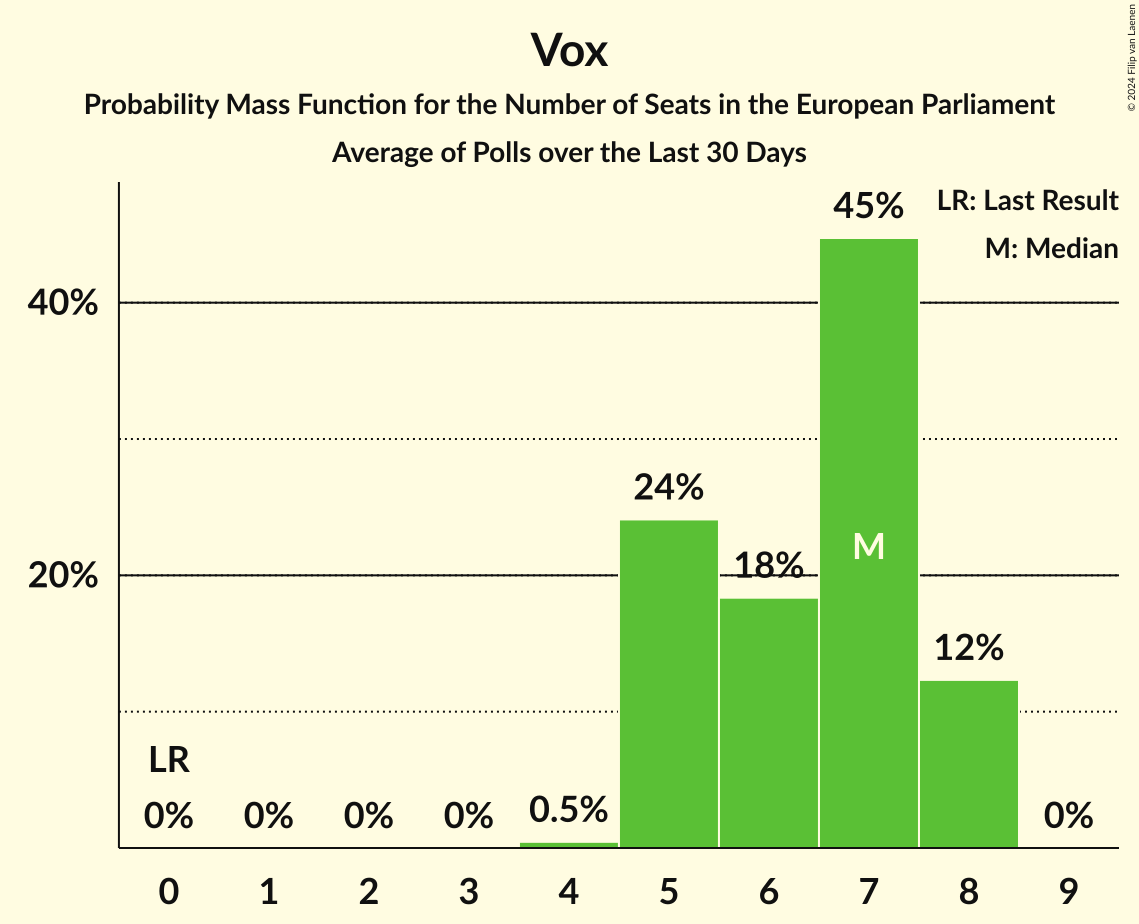 Vox
Probability Mass Function for the Number of Seats in the European Parliament
Average of Polls over the Last 30 Days
© 2024 Filip van Laenen
LR: Last Result
M: Median
45%
40%
24%
M
18%
20%
12%
LR
0% 0% 0% 0% 0.5% 0%
0 1 2 3 4 5 6 7 8 9